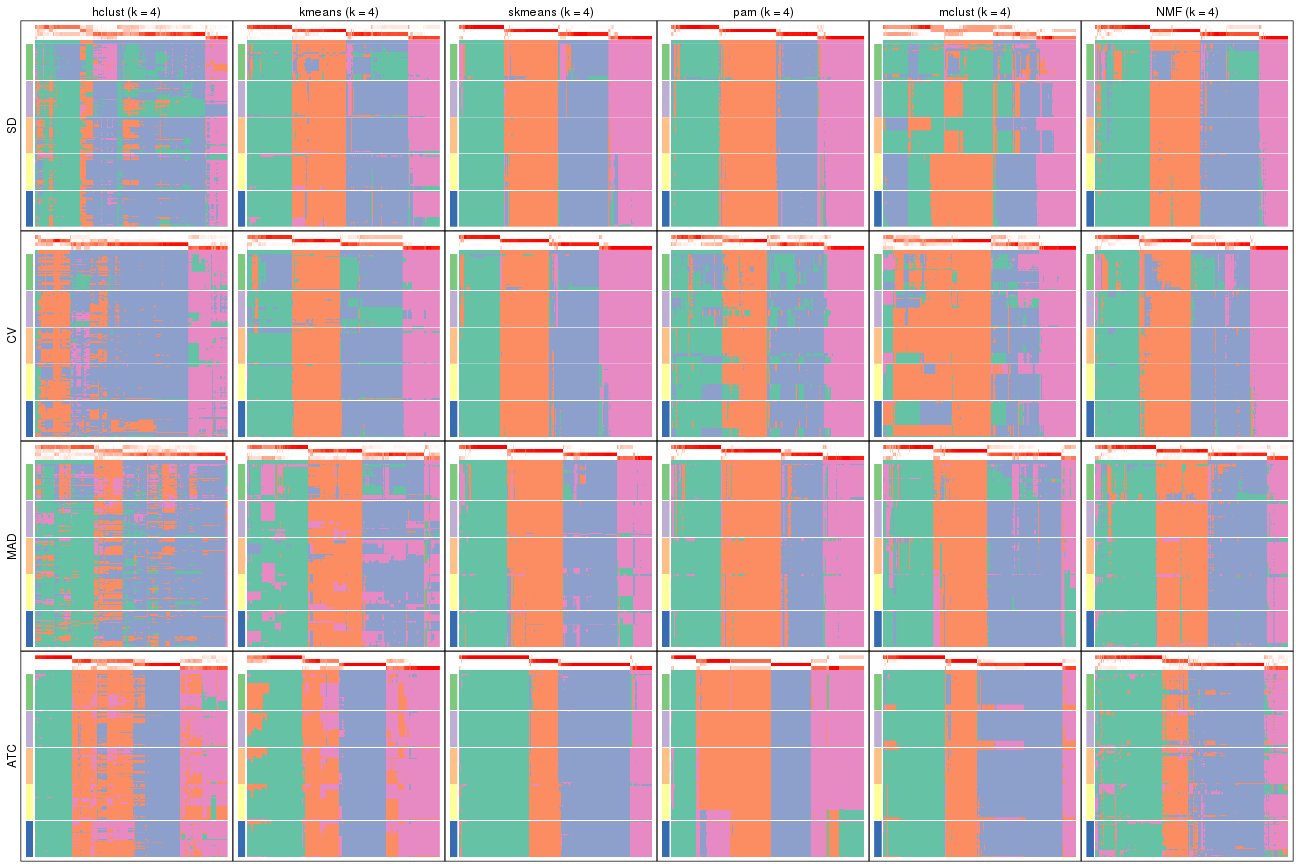 hclust (k = 4) kmeans (k = 4) skmeans (k = 4) pam (k = 4) mclust (k = 4) NMF (k = 4)
SD
CV
MAD
ATC